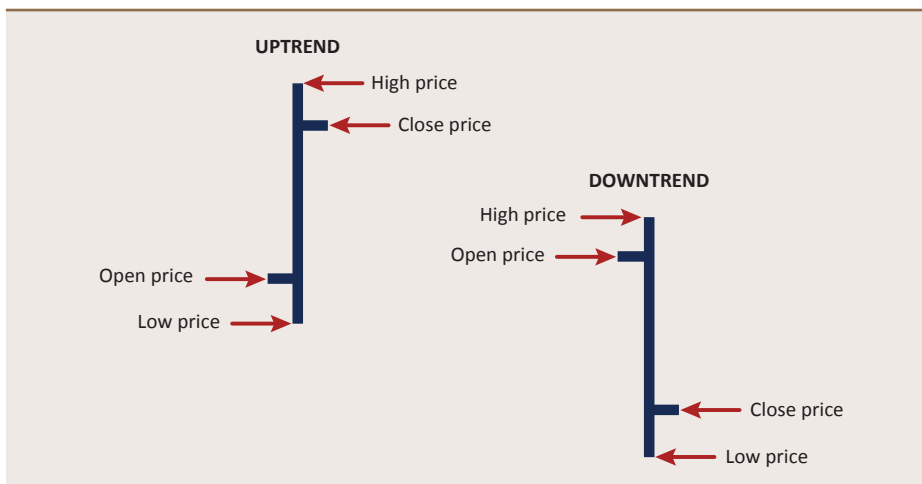 UPTREND
High price
Close price
Open price
Low price
DOWNTREND
High price
Open price
Close price
Low price